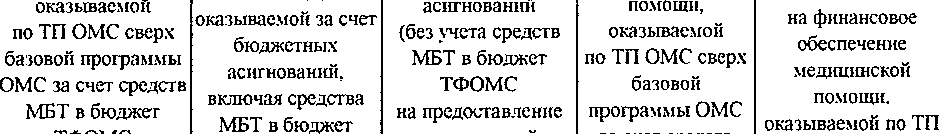 оказываемой
по ТП ОМС сверх
базовой программы
ОМС за счет средств
МБТ в бюджет
ТФОМС
оказываемой за счет
бюджетных
асигнований,
включая средства
МБТ в бюджет
асигнований
(без учета средств
МБТ в бюджет
ТФОМС
на предоставление
помощи,
оказываемой
по ТП ОМС сверх
базовой
программы ОМС
на финансовое
обеспечение
медицинской
помощи.
оказываемой по ТП